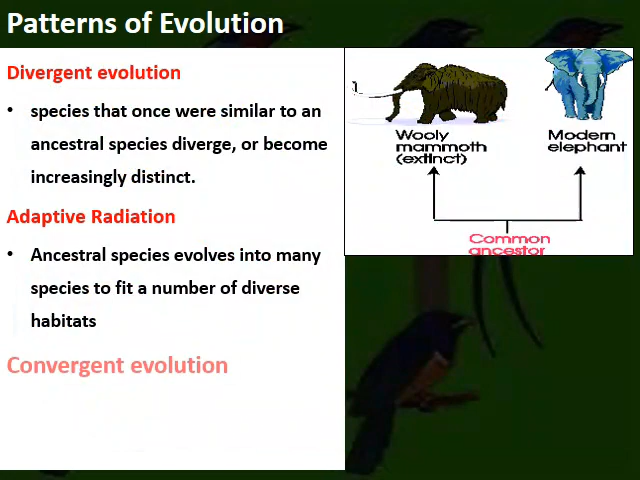 Patterns of Evolution
Divergent evolution
• species that once were similar to an
ancestral species diverge, or become
increasingly distinct.
Adaptive Radiation
• Ancestral species evolves into many
species to fit a number of diverse
habitats
Convergent evolution
Wooly
mammoth
(extinct)
Modern
elephant
Common
ancestor